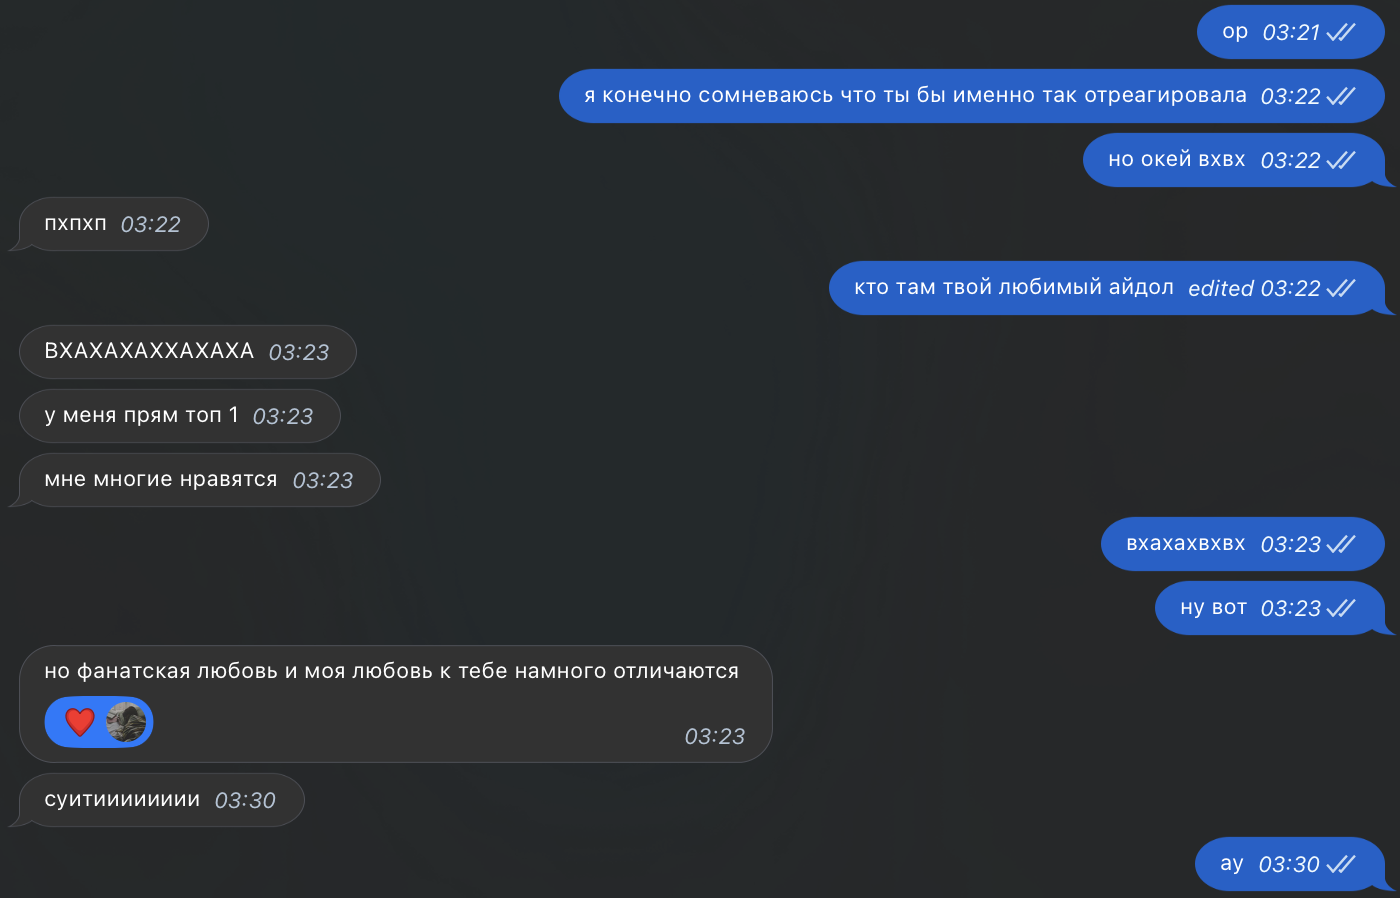 ор 03:21
я конечно сомневаюсь что ты бы именно так отреагировала 03:22
но окей вхвх 03:22
пхпхп 03:22
кто там твой любимый айдол edited 03:22
ВХАХАХАХХАХАХА 03:23
у меня прям топ 1 03:23
мне многие нравятся 03:23
вхахахвхвх 03:23
ну вот 03:23
но фанатская любовь и моя любовь к тебе намного отличаются
03:23
суитиииииииии 03:30
ау 03:30